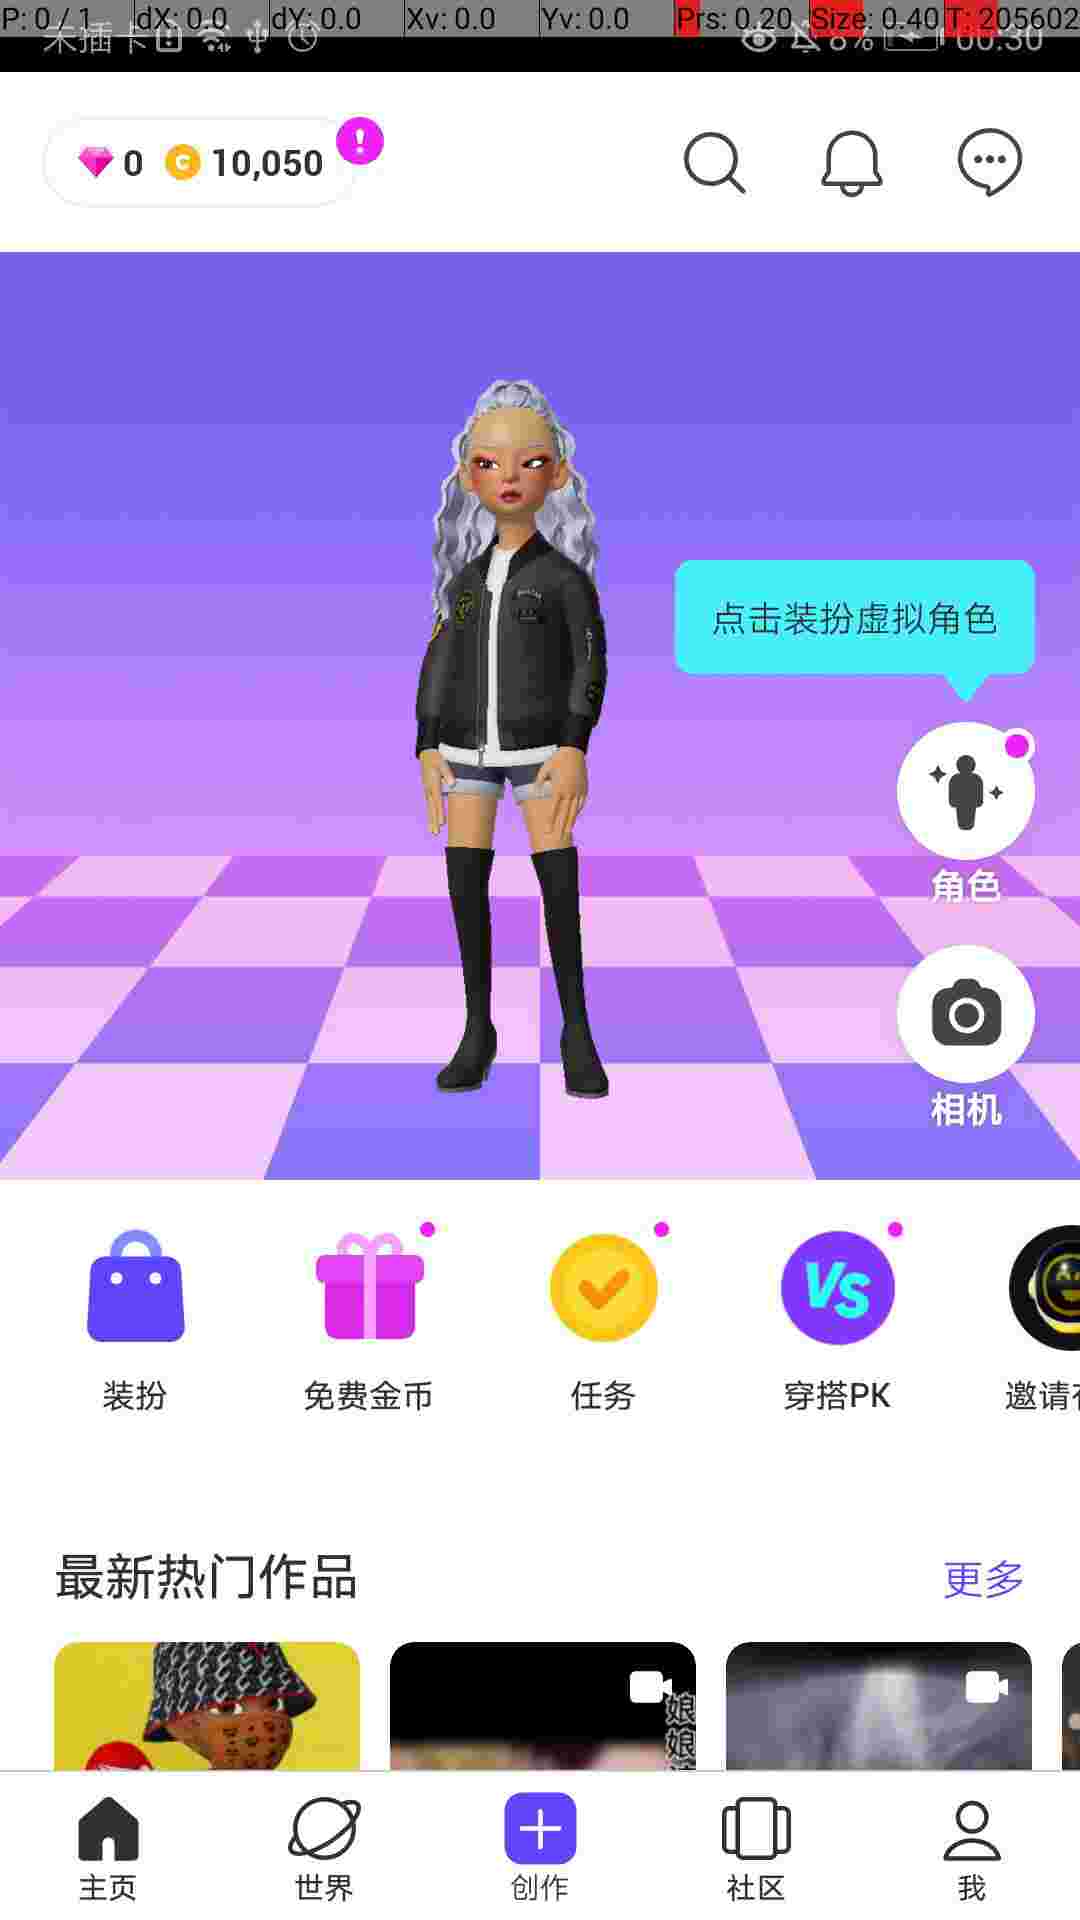 P: 0 / 1 dX: 0.0 dY: 0.0 Xv: 0.0 Yv: 0.0 Prs: 0.20 Size: 0.40 T: 205602
未插卡 8% 00:30
0 10,050
点击装扮虚拟角色
角色
相机
VS
装扮 免费金币 任务 穿搭PK 邀请
最新热门作品 更多
娘娘
主页 世界 创作 社区 我